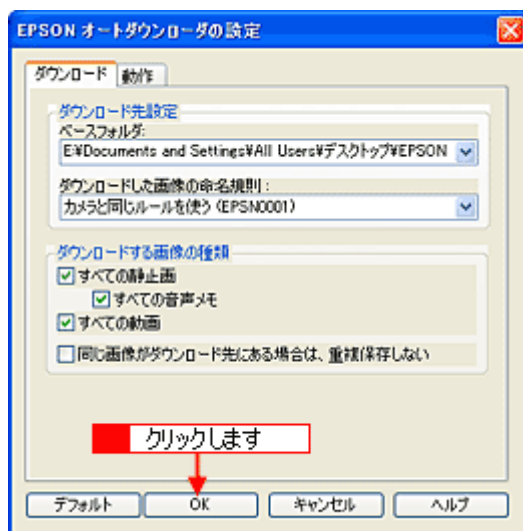 EPSON オートダウンローダの設定
ダウンロード 動作
ダウンロード先設定
ベースフォルダ:
E:¥Documents and Settings¥All Users¥デスクトップ¥EPSON
ダウンロードした画像の命名規則:
カメラと同じルールを使う (EPSN0001)
ダウンロードする画像の種類
すべての静止画
すべての音声メモ
すべての動画
同じ画像がダウンロード先にある場合は、重複保存しない
クリックします
デフォルト OK キャンセル ヘルプ